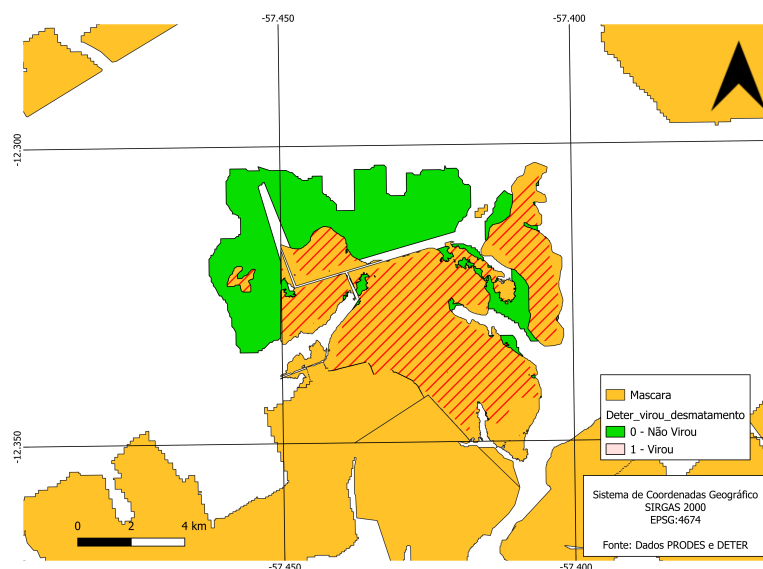 -57.450
-57.400
-12.300
Mascara
Deter_virou_desmatamento
0 - Não Virou
1 - Virou
-12.350
Sistema de Coordenadas Geográfico
SIRGAS 2000
EPSG:4674
Fonte: Dados PRODES e DETER
0 2 4 km
-57.450
-57.400